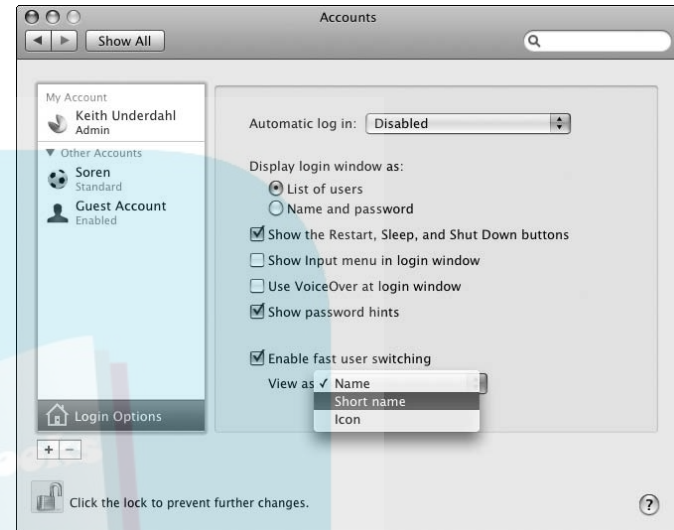 Accounts
Show All
My Account
Keith Underdahl
Admin
Other Accounts
Soren
Standard
Guest Account
Enabled
Login Options
Automatic log in: Disabled
Display login window as:
List of users
Name and password
Show the Restart, Sleep, and Shut Down buttons
Show Input menu in login window
Use VoiceOver at login window
Show password hints
Enable fast user switching
View as ✓ Name
Short name
Icon
+ −
Click the lock to prevent further changes.
?